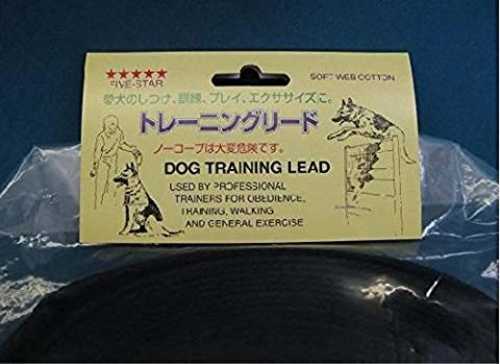 ★★★★★
FIVE-STAR
SOFT WEB COTTON
愛犬のしつけ、訓練、プレイ、エクササイズに。
トレーニングリード
ノーコープは大変危険です。
DOG TRAINING LEAD
USED BY PROFESSIONAL
TRAINERS FOR OBEDIENCE,
TRAINING, WALKING
AND GENERAL EXERCISE